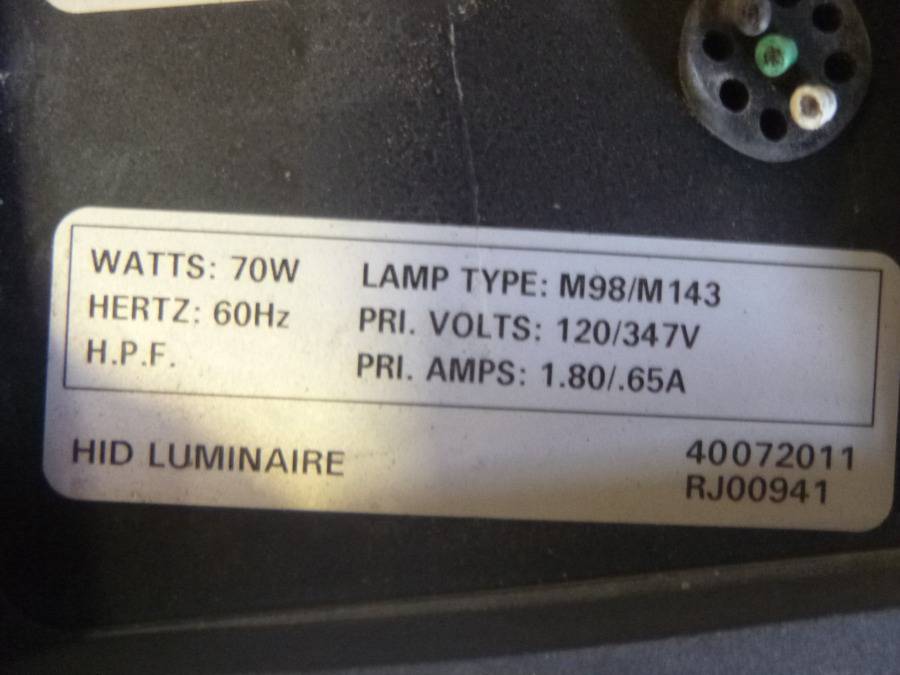 WATTS: 70W
HERTZ: 60Hz
H.P.F.
LAMP TYPE: M98/M143
PRI. VOLTS: 120/347V
PRI. AMPS: 1.80/.65A
HID LUMINAIRE
40072011
RJ00941